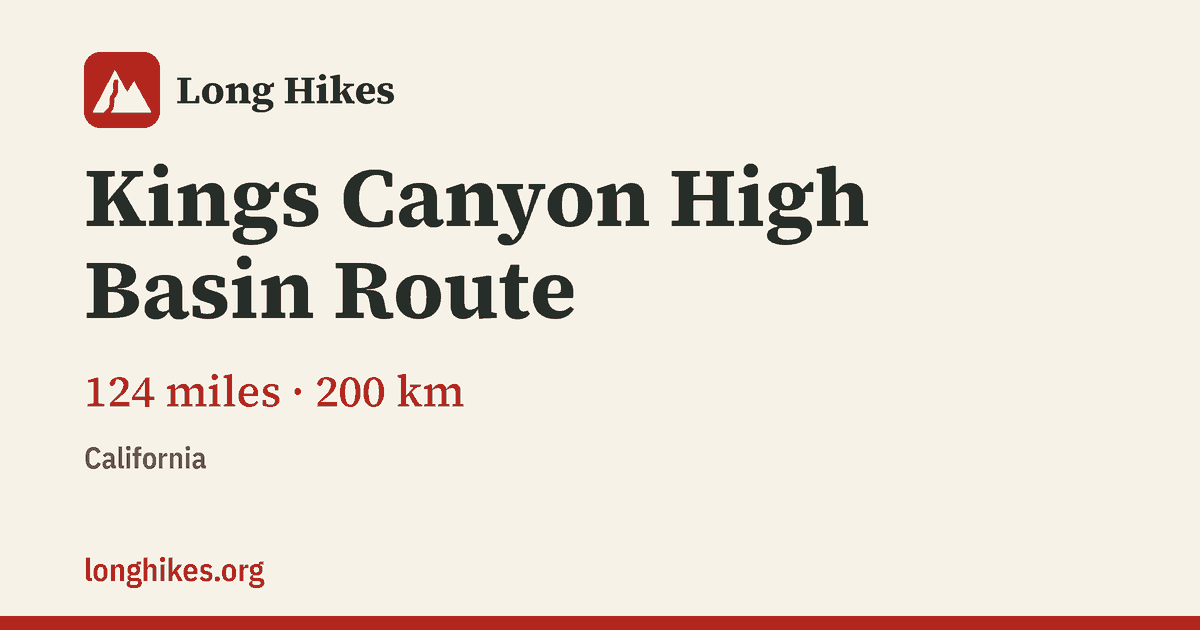 Long Hikes
Kings Canyon High
Basin Route
124 miles · 200 km
California
longhikes.org